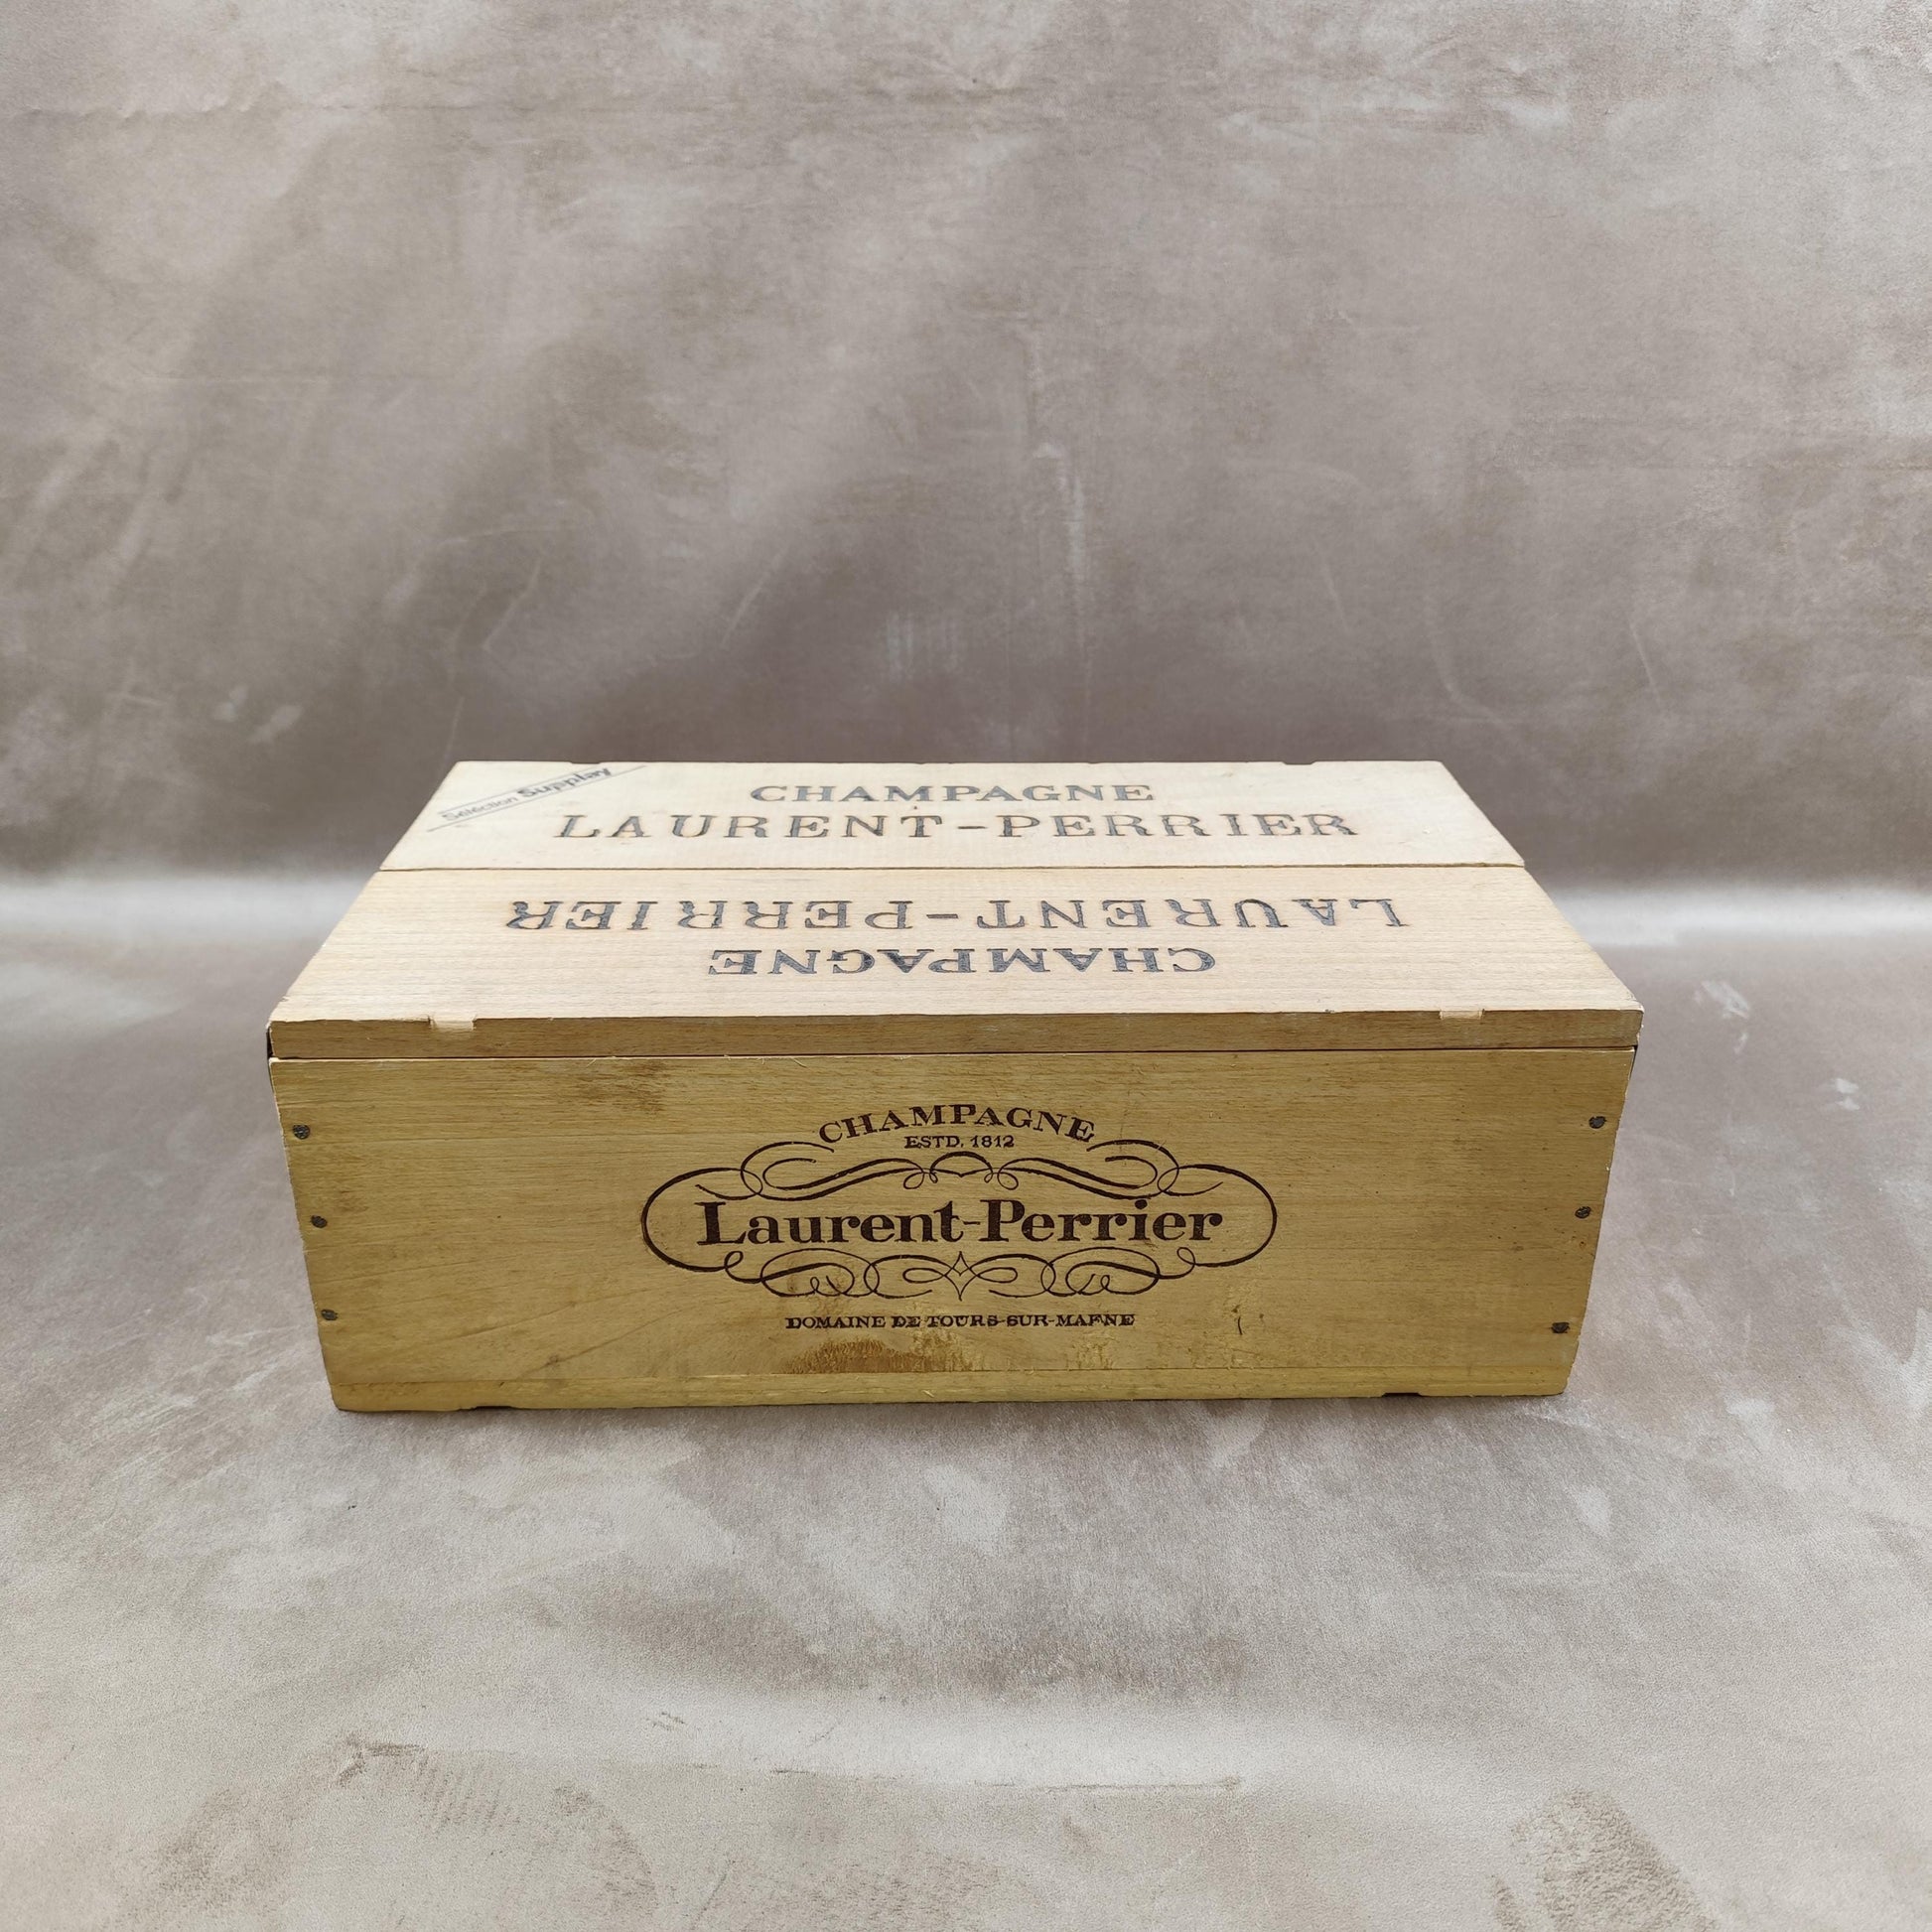 Sélection Supplay
CHAMPAGNE
LAURENT-PERRIER
LAURENT-PERRIER
CHAMPAGNE
CHAMPAGNE
ESTD. 1812
Laurent-Perrier
DOMAINE DE TOURS-SUR-MARNE